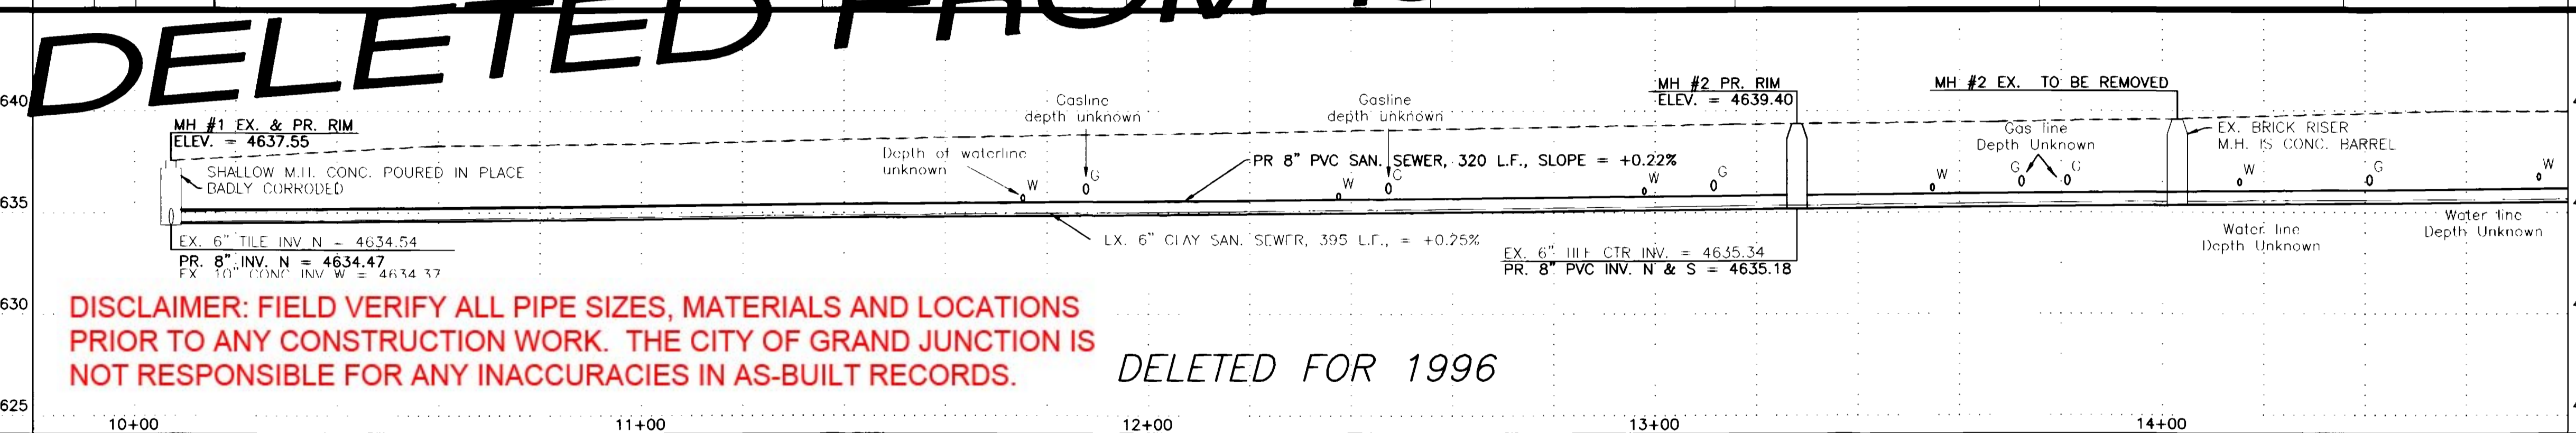 DELETED FROM
640
635
630
625
MH #1 EX. & PR. RIM
ELEV. = 4637.55
SHALLOW M.H. CONC. POURED IN PLACE
BADLY CORRODED
EX. 6" TILE INV N = 4634.54
PR. 8" INV. N = 4634.47
EX. 10" CONC INV W = 4634.37
Depth of waterline
unknown
W
Gasline
depth unknown
G
PR 8" PVC SAN. SEWER, 320 L.F., SLOPE = +0.22%
EX. 6" CLAY SAN. SEWER, 395 L.F., = +0.25%
Gasline
depth unknown
W
G
MH #2 PR. RIM
ELEV. = 4639.40
W
G
EX. 6" TILE CTR INV. = 4635.34
PR. 8" PVC INV. N & S = 4635.18
MH #2 EX. TO BE REMOVED
Gas line
Depth Unknown
W
G
G
EX. BRICK RISER
M.H. IS CONC. BARREL
W
G
W
Water line
Depth Unknown
Water line
Depth Unknown
DISCLAIMER: FIELD VERIFY ALL PIPE SIZES, MATERIALS AND LOCATIONS
PRIOR TO ANY CONSTRUCTION WORK. THE CITY OF GRAND JUNCTION IS
NOT RESPONSIBLE FOR ANY INACCURACIES IN AS-BUILT RECORDS.
DELETED FOR 1996
10+00
11+00
12+00
13+00
14+00